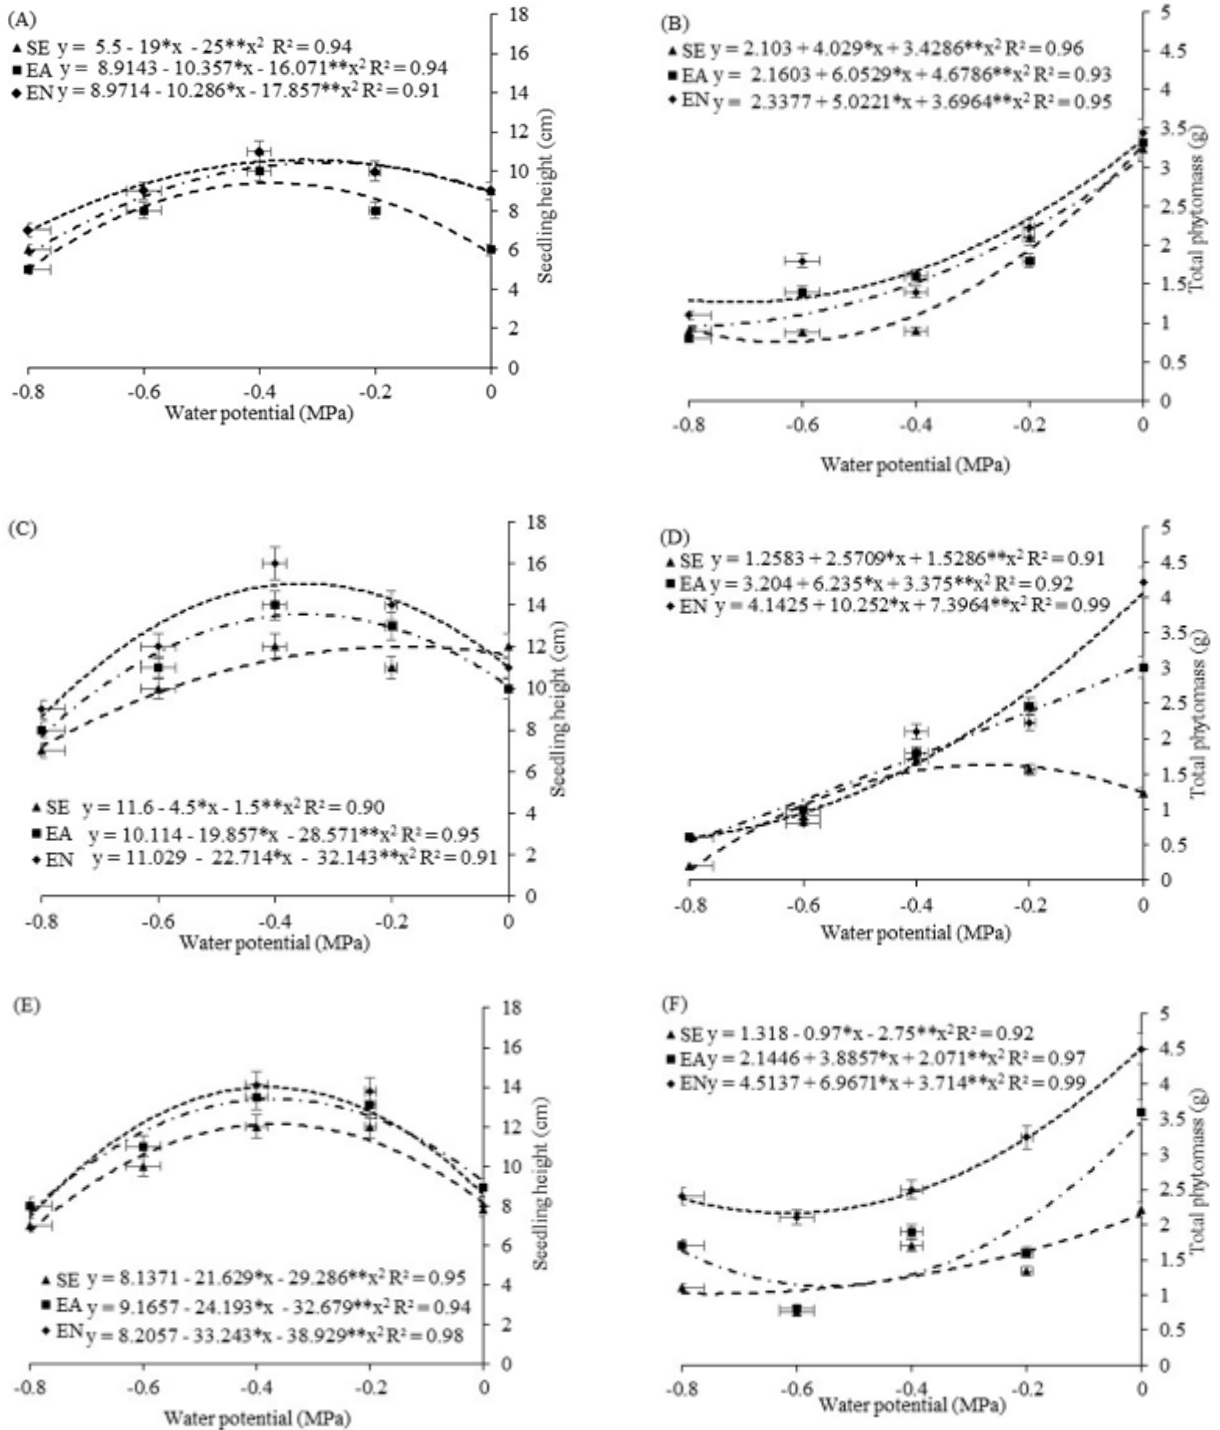 (A)
▲ SE y = 5.5 - 19*x - 25**x² R² = 0.94
■ EA y = 8.9143 - 10.357*x - 16.071**x² R² = 0.94
◆ EN y = 8.9714 - 10.286*x - 17.857**x² R² = 0.91
18
16
14
12
10
8
6
4
2
0
Seedling height (cm)
-0.8 -0.6 -0.4 -0.2 0
Water potential (MPa)
(B)
▲ SE y = 2.103 + 4.029*x + 3.4286**x² R² = 0.96
■ EA y = 2.1603 + 6.0529*x + 4.6786**x² R² = 0.93
◆ EN y = 2.3377 + 5.0221*x + 3.6964**x² R² = 0.95
5
4.5
4
3.5
3
2.5
2
1.5
1
0.5
0
Total phytomass (g)
-0.8 -0.6 -0.4 -0.2 0
Water potential (MPa)
(C)
18
16
14
12
10
8
6
4
2
0
Seedling height (cm)
▲ SE y = 11.6 - 4.5*x - 1.5**x² R² = 0.90
■ EA y = 10.114 - 19.857*x - 28.571**x² R² = 0.95
◆ EN y = 11.029 - 22.714*x - 32.143**x² R² = 0.91
-0.8 -0.6 -0.4 -0.2 0
Water potential (MPa)
(D)
▲ SE y = 1.2583 + 2.5709*x + 1.5286**x² R² = 0.91
■ EA y = 3.204 + 6.235*x + 3.375**x² R² = 0.92
◆ EN y = 4.1425 + 10.252*x + 7.3964**x² R² = 0.99
5
4.5
4
3.5
3
2.5
2
1.5
1
0.5
0
Total phytomass (g)
-0.8 -0.6 -0.4 -0.2 0
Water potential (MPa)
(E)
18
16
14
12
10
8
6
4
2
0
Seedling height (cm)
▲ SE y = 8.1371 - 21.629*x - 29.286**x² R² = 0.95
■ EA y = 9.1657 - 24.193*x - 32.679**x² R² = 0.94
◆ EN y = 8.2057 - 33.243*x - 38.929**x² R² = 0.98
-0.8 -0.6 -0.4 -0.2 0
Water potential (MPa)
(F)
▲ SE y = 1.318 - 0.97*x - 2.75**x² R² = 0.92
■ EA y = 2.1446 + 3.8857*x + 2.071**x² R² = 0.97
◆ EN y = 4.5137 + 6.9671*x + 3.714**x² R² = 0.99
5
4.5
4
3.5
3
2.5
2
1.5
1
0.5
0
Total phytomass (g)
-0.8 -0.6 -0.4 -0.2 0
Water potential (MPa)